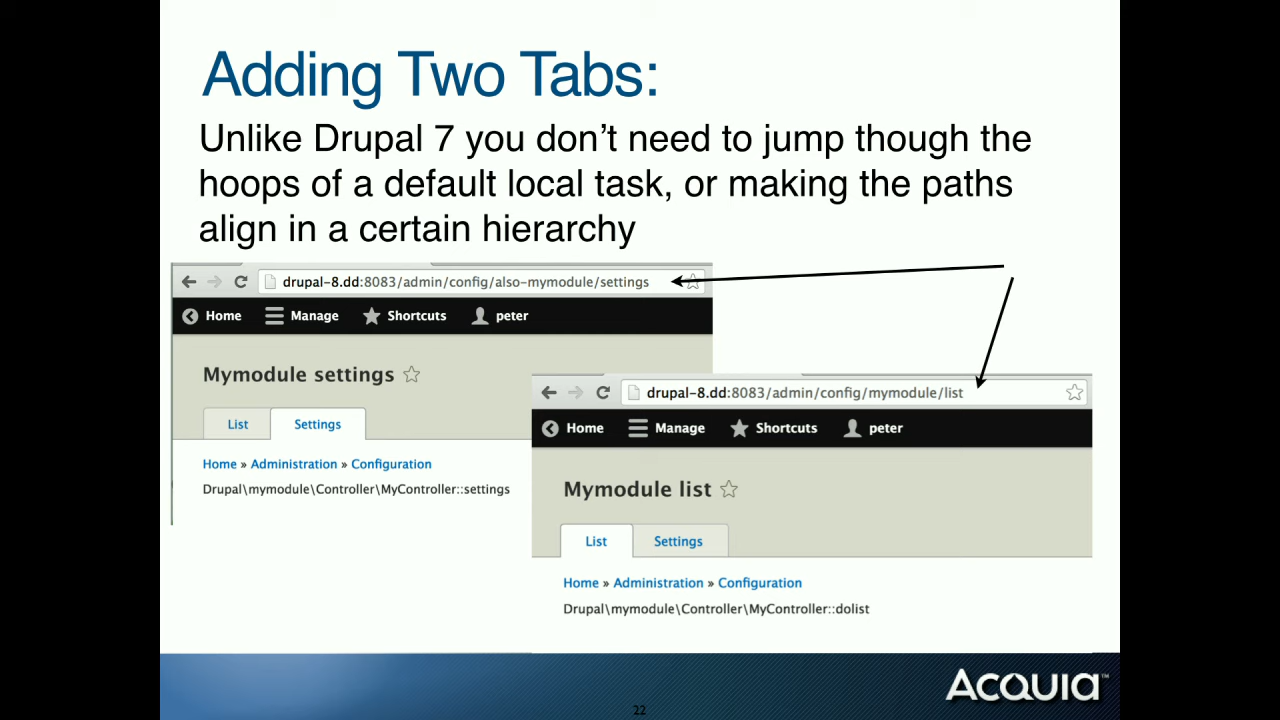 Adding Two Tabs:
Unlike Drupal 7 you don't need to jump though the
hoops of a default local task, or making the paths
align in a certain hierarchy
drupal-8.dd:8083/admin/config/also-mymodule/settings
Home Manage Shortcuts peter
Mymodule settings
List Settings
Home » Administration » Configuration
Drupal\mymodule\Controller\MyController::settings
drupal-8.dd:8083/admin/config/mymodule/list
Home Manage Shortcuts peter
Mymodule list
List Settings
Home » Administration » Configuration
Drupal\mymodule\Controller\MyController::dolist
ACQUIA™
22